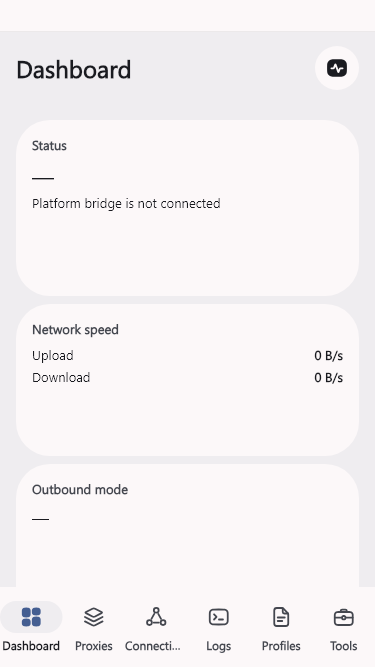 Dashboard
Status
—
Platform bridge is not connected
Network speed
Upload 0 B/s
Download 0 B/s
Outbound mode
—
Dashboard Proxies Connecti... Logs Profiles Tools